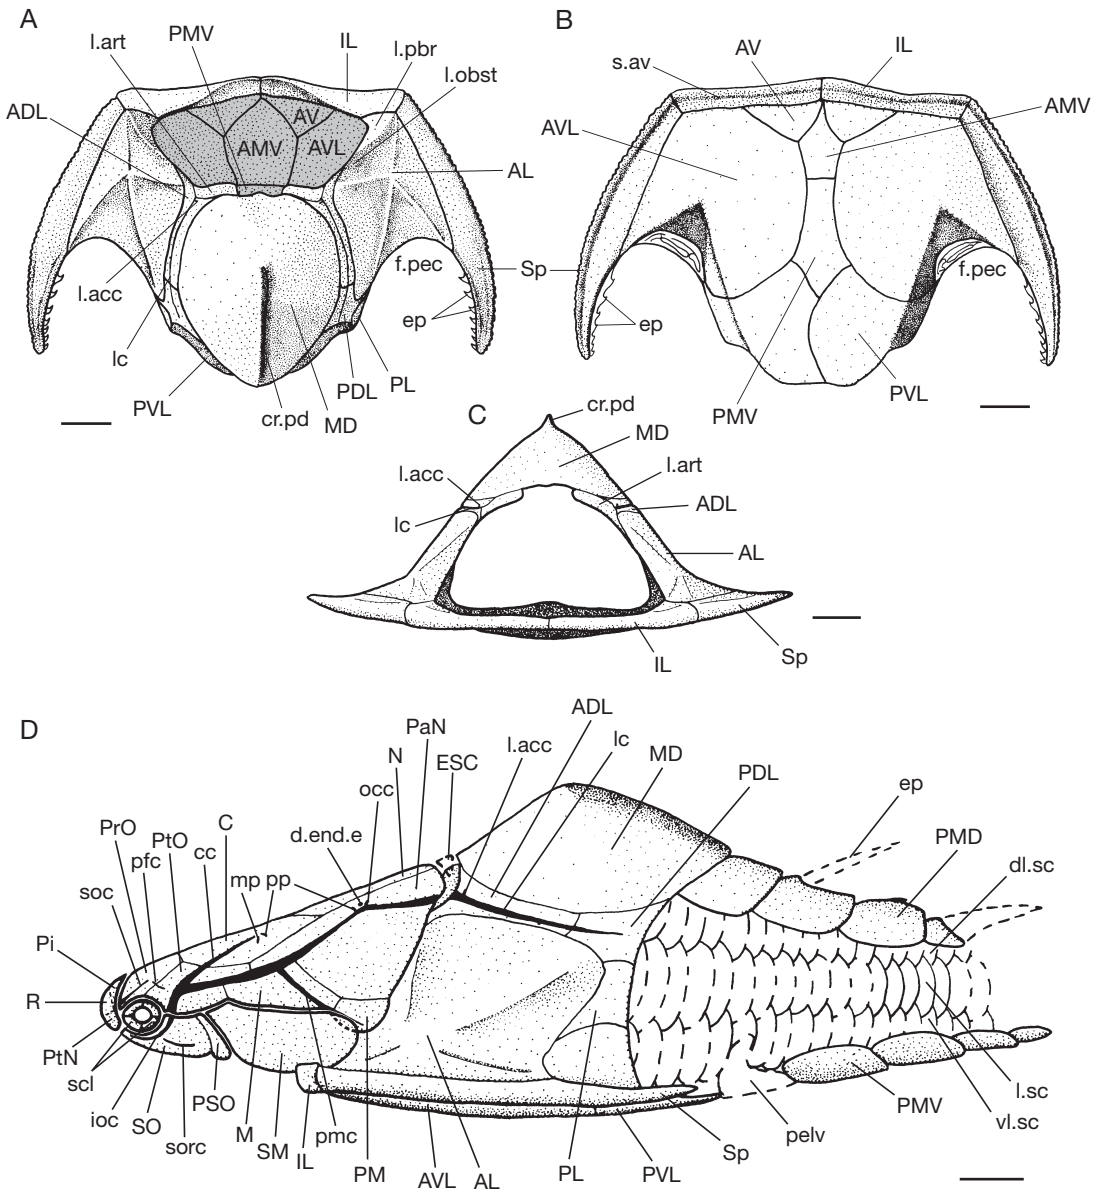 A
l.art
PMV
IL
l.pbr
l.obst
ADL
AV
AMV
AVL
AL
f.pec
Sp
l.acc
ep
lc
PVL
cr.pd
MD
PDL
PL
B
s.av
AV
IL
AMV
AVL
f.pec
ep
PMV
PVL
C
cr.pd
MD
l.acc
l.art
lc
ADL
AL
IL
Sp
D
ADL
PaN
N
ESC
l.acc
lc
MD
PDL
occ
ep
d.end.e
PMD
PrO
PtO
C
pfc
cc
mp pp
dl.sc
soc
Pi
R
PtN
scl
ioc
SO
sorc
PSO
M
SM
IL
pmc
PM
AVL
AL
PL
PVL
Sp
pelv
PMV
vl.sc
l.sc